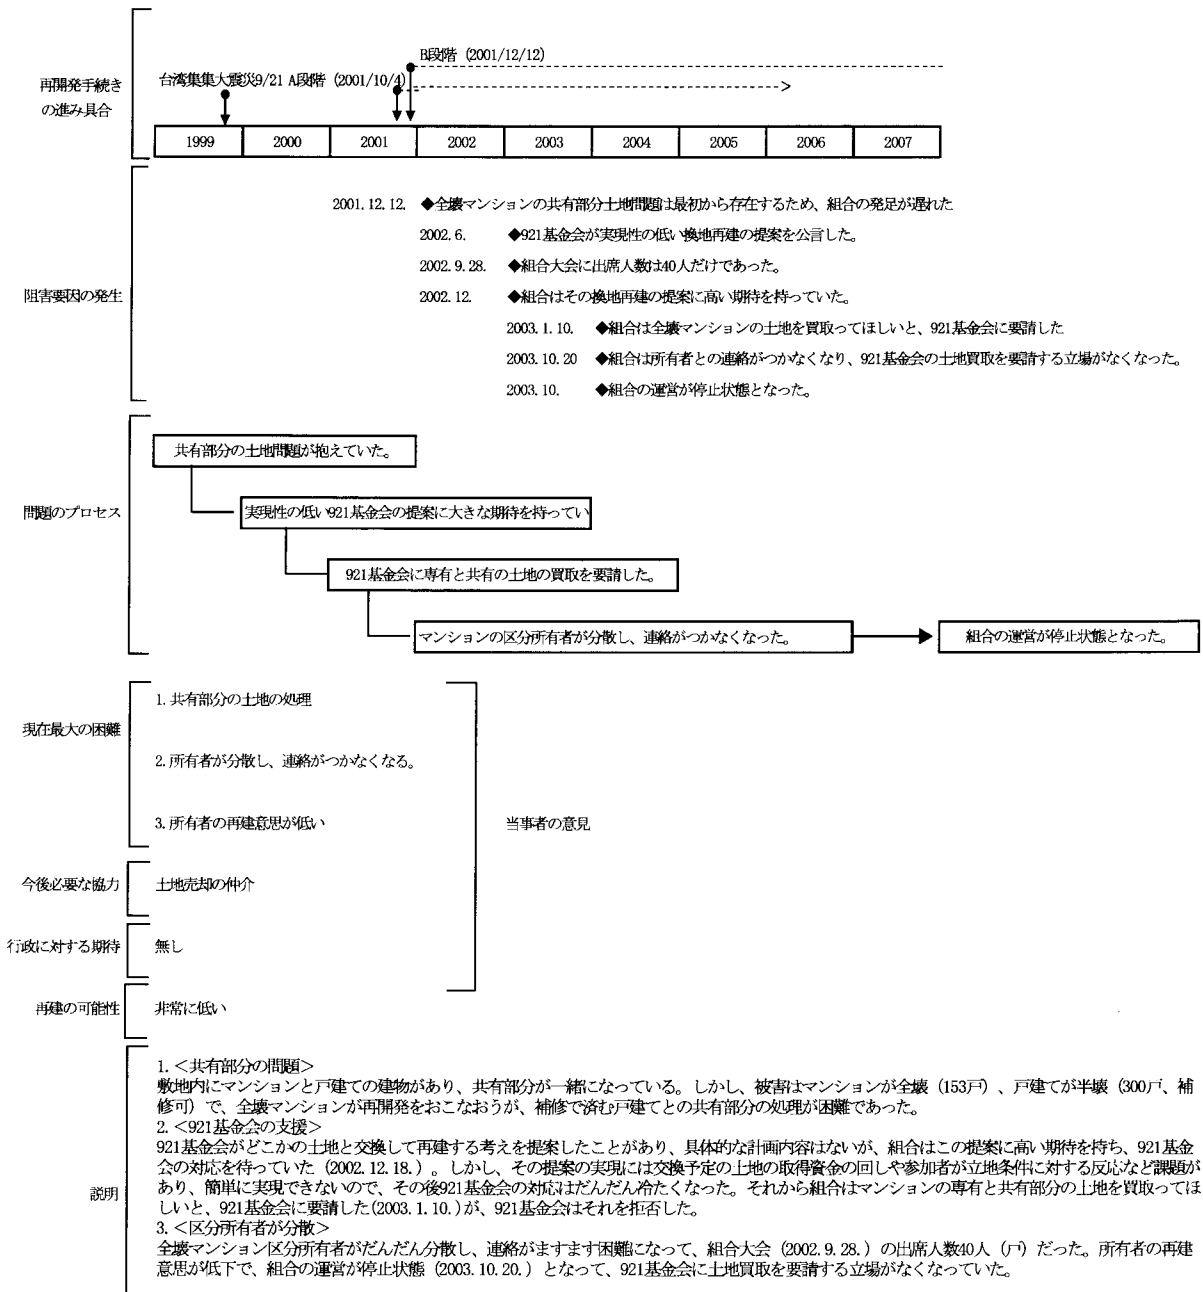 B段階 (2001/12/12)
台湾集集大震災9/21 A段階 (2001/10/4)
再開発手続き
の進み具合
1999 2000 2001 2002 2003 2004 2005 2006 2007
2001.12.12. ◆全壊マンションの共有部分土地問題は最初から存在するため、組合の発足が遅れた
2002.6. ◆921基金会が実現性の低い換地再建の提案を公言した。
2002.9.28. ◆組合大会に出席人数は40人だけであった。
阻害要因の発生
2002.12. ◆組合はその換地再建の提案に高い期待を持っていた。
2003.1.10. ◆組合は全壊マンションの土地を買取ってほしいと、921基金会に要請した
2003.10.20 ◆組合は所有者との連絡がつかなくなり、921基金会の土地買取を要請する立場がなくなった。
2003.10. ◆組合の運営が停止状態となった。
共有部分の土地問題が抱えていた。
問題のプロセス
実現性の低い921基金会の提案に大きな期待を持ってい
921基金会に専有と共有の土地の買取を要請した。
マンションの区分所有者が分散し、連絡がつかなくなった。
組合の運営が停止状態となった。
現在最大の困難
1. 共有部分の土地の処理
2. 所有者が分散し、連絡がつかなくなる。
3. 所有者の再建意思が低い
当事者の意見
今後必要な協力
土地売却の仲介
行政に対する期待
無し
再建の可能性
非常に低い
説明
1. <共有部分の問題>
敷地内にマンションと戸建ての建物があり、共有部分が一緒になっている。しかし、被害はマンションが全壊 (153戸) 、戸建てが半壊 (300戸、補
修可) で、全壊マンションが再開発をおこなおうが、補修で済む戸建てとの共有部分の処理が困難であった。
2. <921基金会の支援>
921基金会がどこかの土地と交換して再建する考えを提案したことがあり、具体的な計画内容はないが、組合はこの提案に高い期待を持ち、921基金
会の対応を待っていた (2002.12.18.) 。しかし、その提案の実現には交換予定の土地の取得資金の回しや参加者が立地条件に対する反応など課題が
あり、簡単に実現できないので、その後921基金会の対応はだんだん冷たくなった。それから組合はマンションの専有と共有部分の土地を買取ってほ
しいと、921基金会に要請した(2003.1.10.)が、921基金会はそれを拒否した。
3. <区分所有者が分散>
全壊マンション区分所有者がだんだん分散し、連絡がますます困難になって、組合大会 (2002.9.28.) の出席人数40人 (戸) だった。所有者の再建
意思が低下で、組合の運営が停止状態 (2003.10.20.) となって、921基金会に土地買取を要請する立場がなくなっていた。